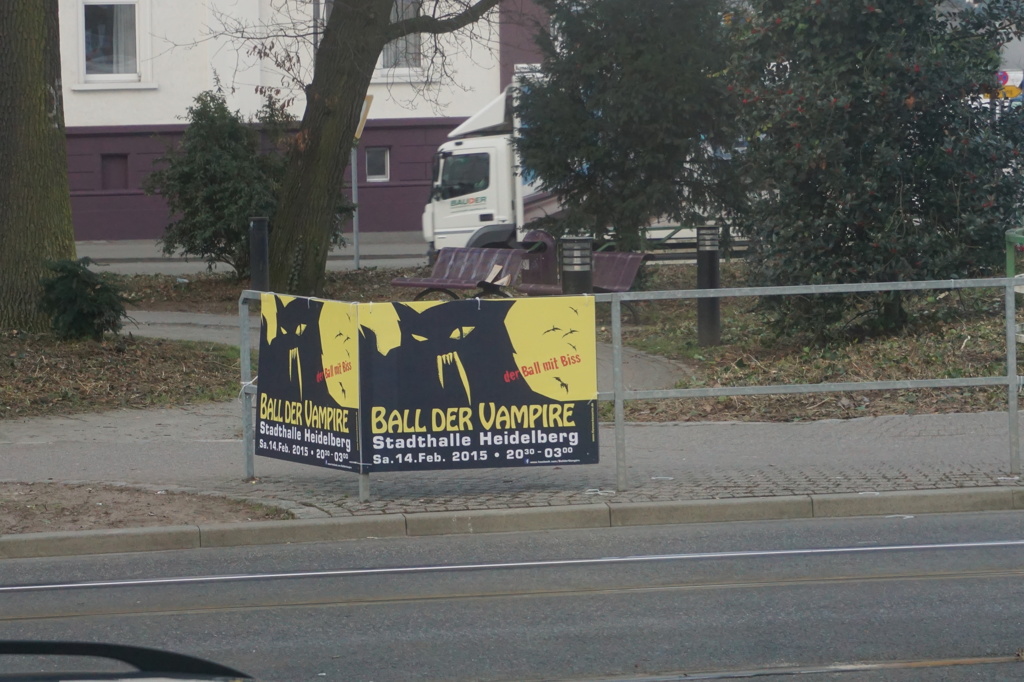 BAUDER
der Ball mit Biss
BALL DER VAMPIRE
Stadthalle Heidelberg
Sa.14.Feb. 2015 • 20³⁰ - 03⁰⁰
der Ball mit Biss
BALL DER VAMPIRE
Stadthalle Heidelberg
Sa.14.Feb. 2015 • 20³⁰ - 03⁰⁰